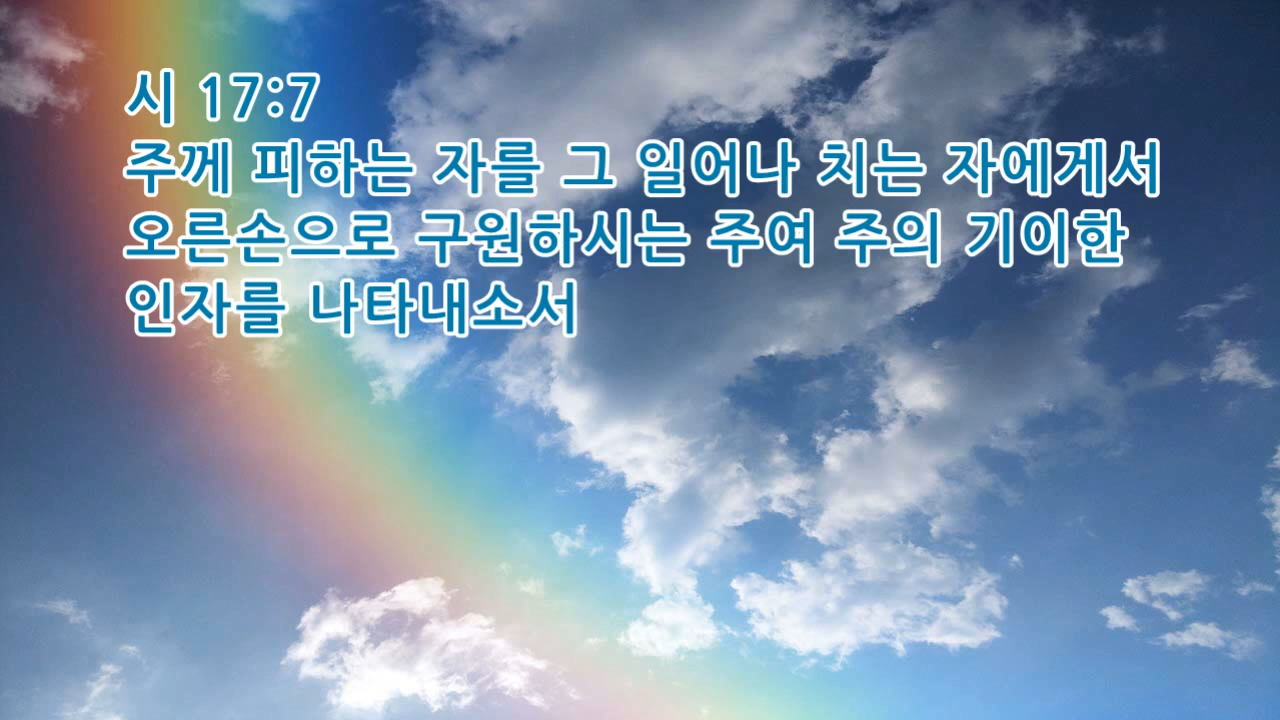 시 17:7
주께 피하는 자를 그 일어나 치는 자에게서
오른손으로 구원하시는 주여 주의 기이한
인자를 나타내소서